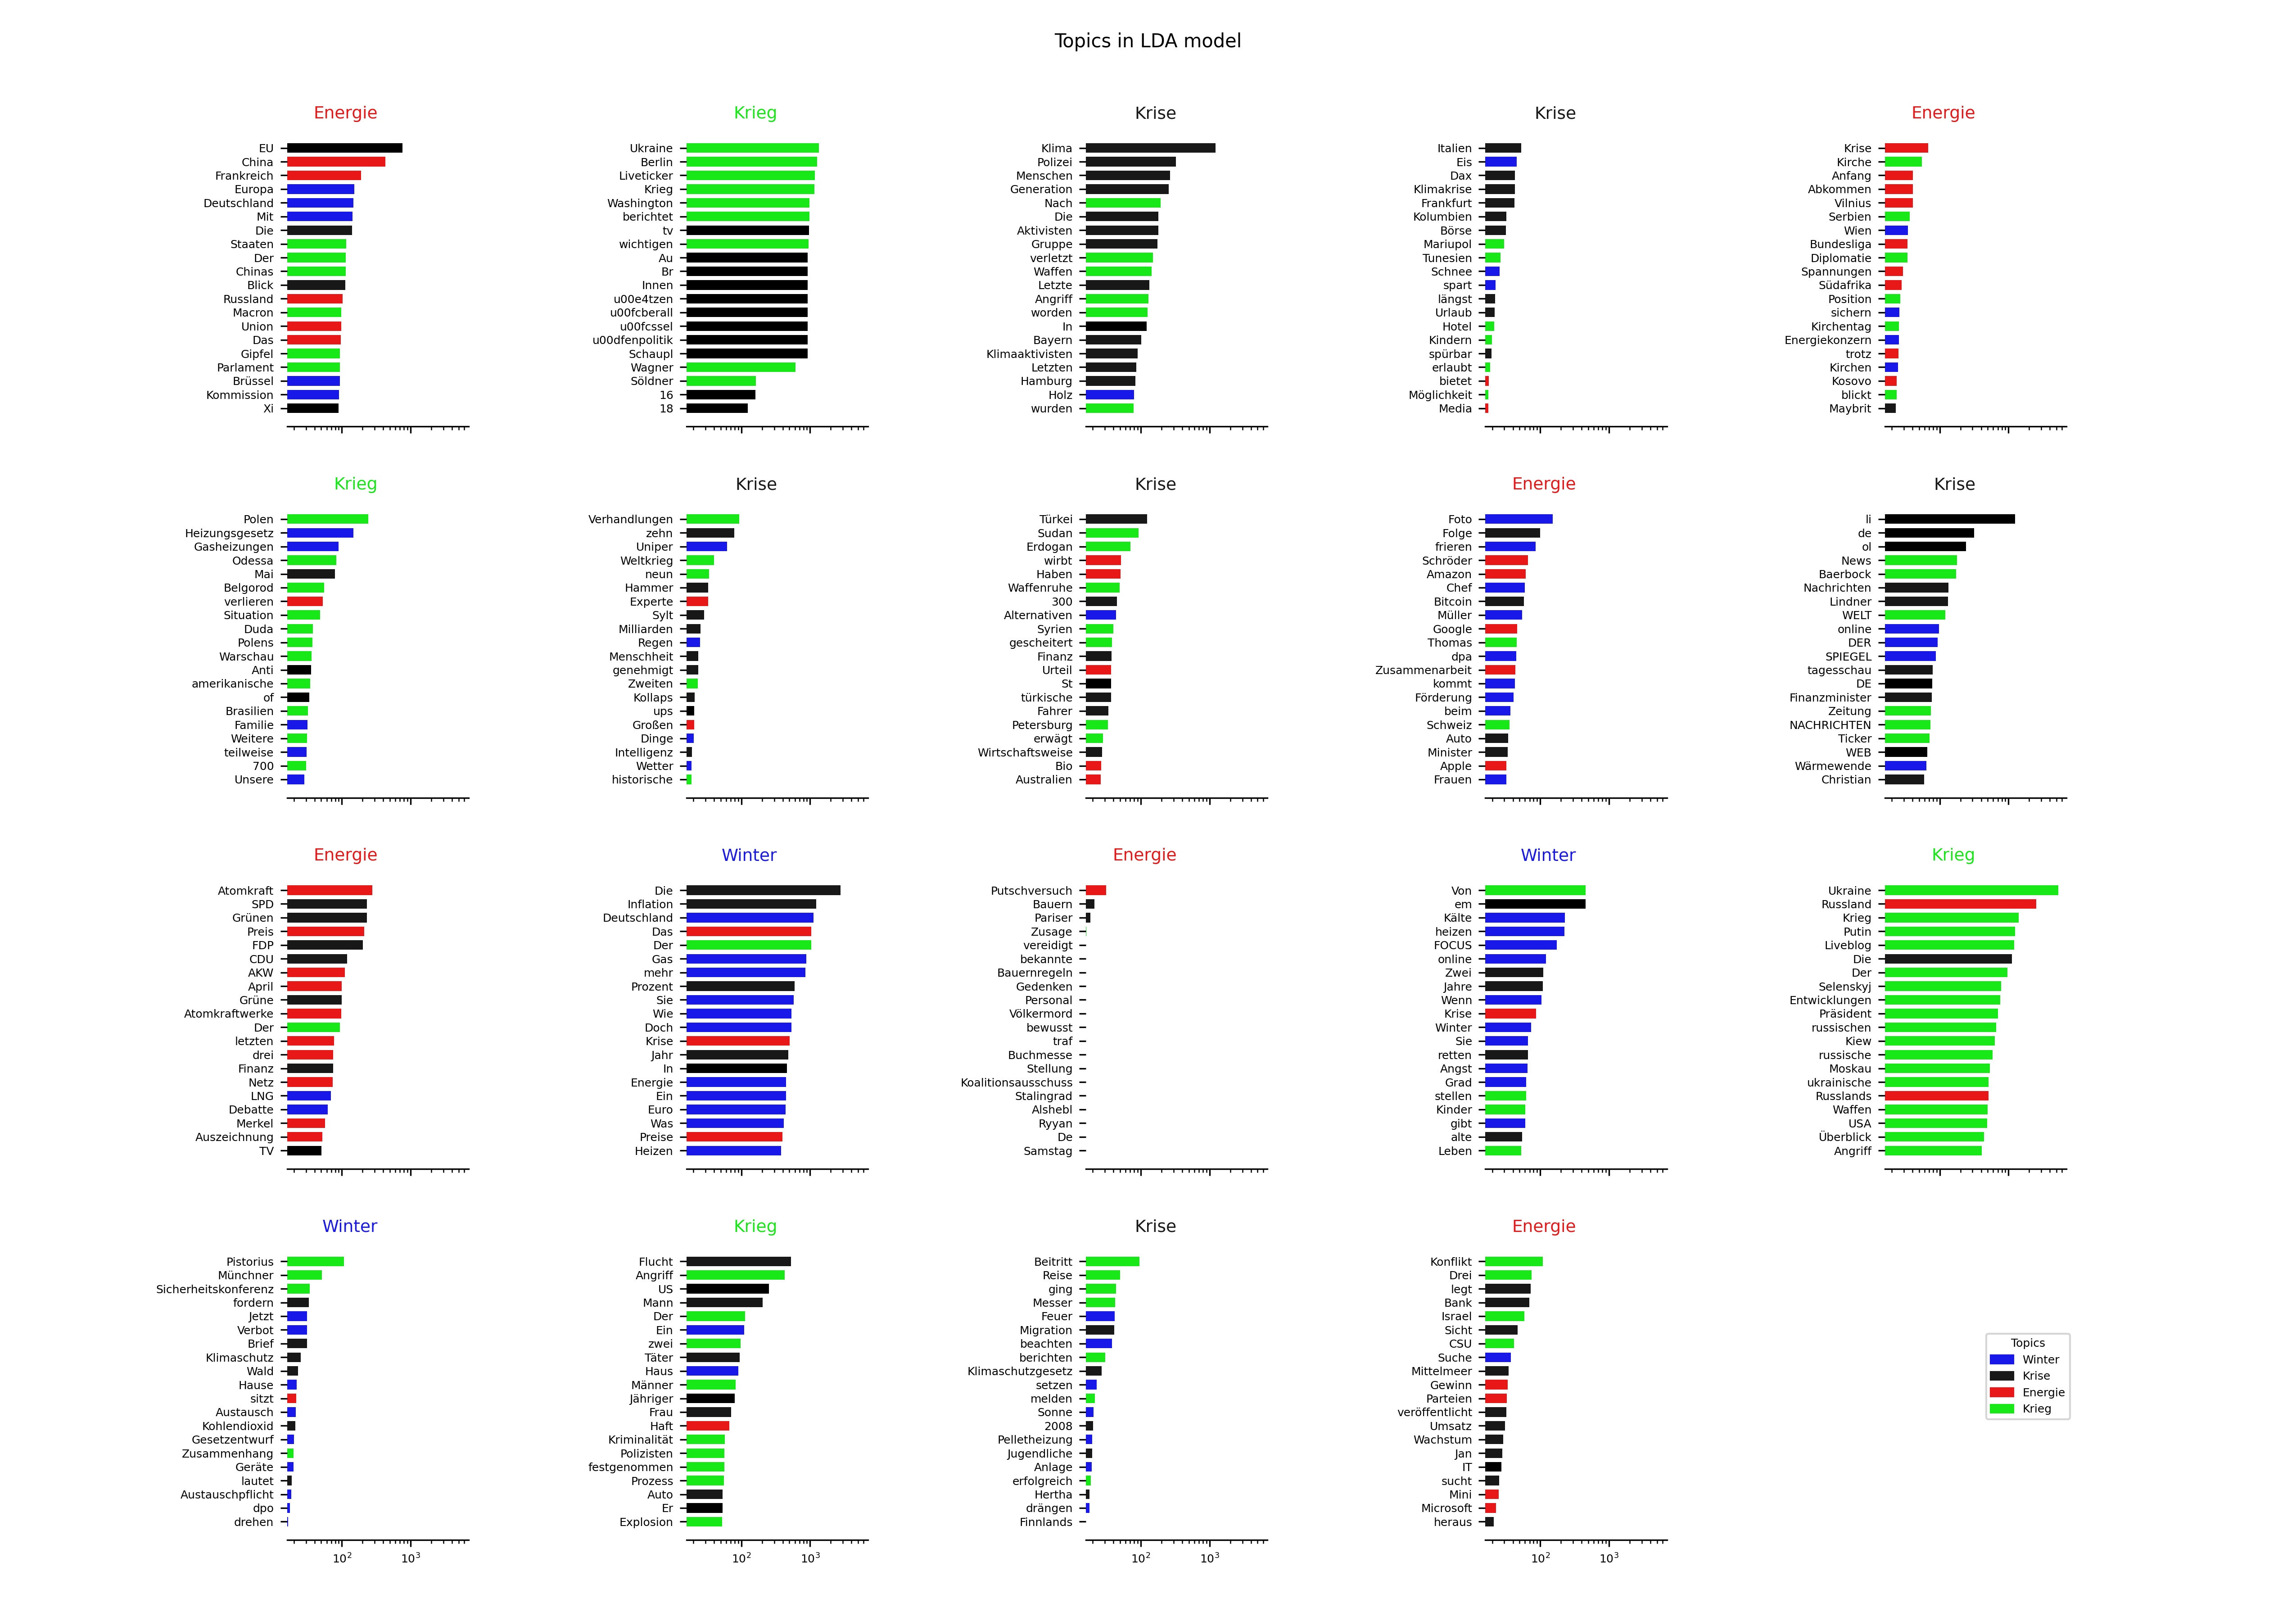 Topics in LDA model
Energie
EU
China
Frankreich
Europa
Deutschland
Mit
Die
Staaten
Der
Chinas
Blick
Russland
Macron
Union
Das
Gipfel
Parlament
Brüssel
Kommission
Xi
Krieg
Ukraine
Berlin
Liveticker
Krieg
Washington
berichtet
tv
wichtigen
Au
Br
Innen
u00e4tzen
u00fcberall
u00fcssel
u00dfenpolitik
Schaupl
Wagner
Söldner
16
18
Krise
Klima
Polizei
Menschen
Generation
Nach
Die
Aktivisten
Gruppe
verletzt
Waffen
Letzte
Angriff
worden
In
Bayern
Klimaaktivisten
Letzten
Hamburg
Holz
wurden
Krise
Italien
Eis
Dax
Klimakrise
Frankfurt
Kolumbien
Börse
Mariupol
Tunesien
Schnee
spart
längst
Urlaub
Hotel
Kindern
spürbar
erlaubt
bietet
Möglichkeit
Media
Energie
Krise
Kirche
Anfang
Abkommen
Vilnius
Serbien
Wien
Bundesliga
Diplomatie
Spannungen
Südafrika
Position
sichern
Kirchentag
Energiekonzern
trotz
Kirchen
Kosovo
blickt
Maybrit
Krieg
Polen
Heizungsgesetz
Gasheizungen
Odessa
Mai
Belgorod
verlieren
Situation
Duda
Polens
Warschau
Anti
amerikanische
of
Brasilien
Familie
Weitere
teilweise
700
Unsere
Krise
Verhandlungen
zehn
Uniper
Weltkrieg
neun
Hammer
Experte
Sylt
Milliarden
Regen
Menschheit
genehmigt
Zweiten
Kollaps
ups
Großen
Dinge
Intelligenz
Wetter
historische
Krise
Türkei
Sudan
Erdogan
wirbt
Haben
Waffenruhe
300
Alternativen
Syrien
gescheitert
Finanz
Urteil
St
türkische
Fahrer
Petersburg
erwägt
Wirtschaftsweise
Bio
Australien
Energie
Foto
Folge
frieren
Schröder
Amazon
Chef
Bitcoin
Müller
Google
Thomas
dpa
Zusammenarbeit
kommt
Förderung
beim
Schweiz
Auto
Minister
Apple
Frauen
Krise
li
de
ol
News
Baerbock
Nachrichten
Lindner
WELT
online
DER
SPIEGEL
tagesschau
DE
Finanzminister
Zeitung
NACHRICHTEN
Ticker
WEB
Wärmewende
Christian
Energie
Atomkraft
SPD
Grünen
Preis
FDP
CDU
AKW
April
Grüne
Atomkraftwerke
Der
letzten
drei
Finanz
Netz
LNG
Debatte
Merkel
Auszeichnung
TV
Winter
Die
Inflation
Deutschland
Das
Der
Gas
mehr
Prozent
Sie
Wie
Doch
Krise
Jahr
In
Energie
Ein
Euro
Was
Preise
Heizen
Energie
Putschversuch
Bauern
Pariser
Zusage
vereidigt
bekannte
Bauernregeln
Gedenken
Personal
Völkermord
bewusst
traf
Buchmesse
Stellung
Koalitionsausschuss
Stalingrad
Alshebl
Ryyan
De
Samstag
Winter
Von
em
Kälte
heizen
FOCUS
online
Zwei
Jahre
Wenn
Krise
Winter
Sie
retten
Angst
Grad
stellen
Kinder
gibt
alte
Leben
Krieg
Ukraine
Russland
Krieg
Putin
Liveblog
Die
Der
Selenskyj
Entwicklungen
Präsident
russischen
Kiew
russische
Moskau
ukrainische
Russlands
Waffen
USA
Überblick
Angriff
Winter
Pistorius
Münchner
Sicherheitskonferenz
fordern
Jetzt
Verbot
Brief
Klimaschutz
Wald
Hause
sitzt
Austausch
Kohlendioxid
Gesetzentwurf
Zusammenhang
Geräte
lautet
Austauschpflicht
dpo
drehen
10² 10³
Krieg
Flucht
Angriff
US
Mann
Der
Ein
zwei
Täter
Haus
Männer
Jähriger
Frau
Haft
Kriminalität
Polizisten
festgenommen
Prozess
Auto
Er
Explosion
10² 10³
Krise
Beitritt
Reise
ging
Messer
Feuer
Migration
beachten
berichten
Klimaschutzgesetz
setzen
melden
Sonne
2008
Pelletheizung
Jugendliche
Anlage
erfolgreich
Hertha
drängen
Finnlands
10² 10³
Energie
Konflikt
Drei
legt
Bank
Israel
Sicht
CSU
Suche
Mittelmeer
Gewinn
Parteien
veröffentlicht
Umsatz
Wachstum
Jan
IT
sucht
Mini
Microsoft
heraus
10² 10³
Topics
Winter
Krise
Energie
Krieg